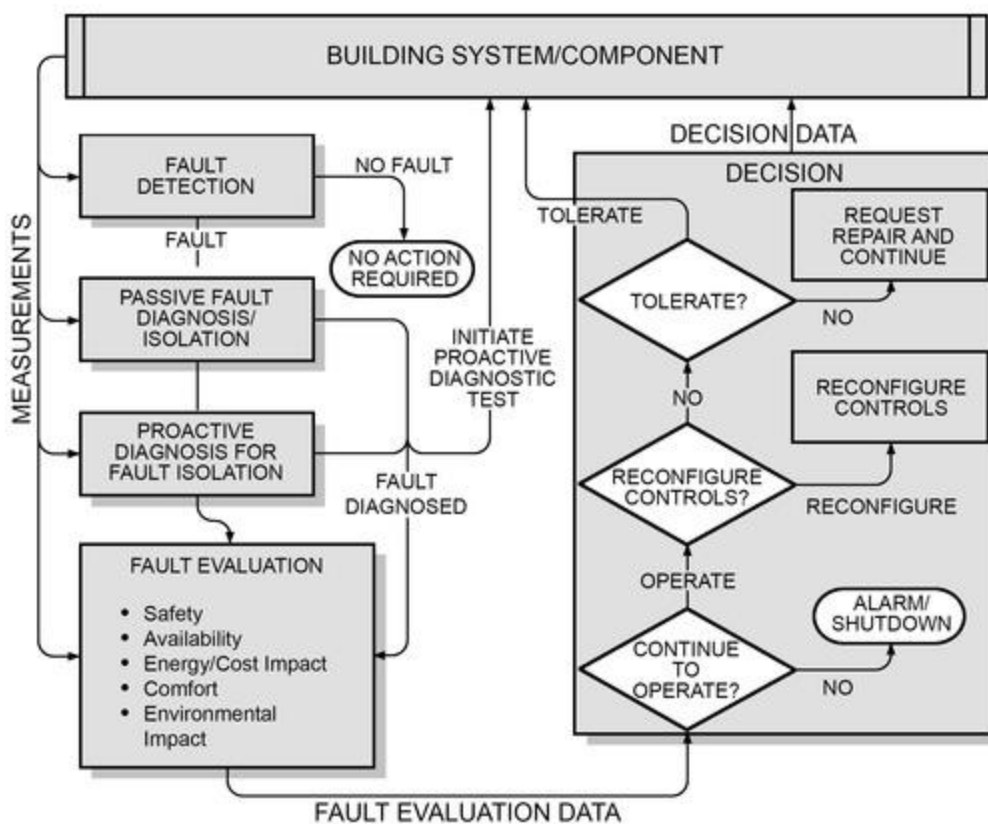 BUILDING SYSTEM/COMPONENT
MEASUREMENTS
FAULT
DETECTION
NO FAULT
NO ACTION
REQUIRED
FAULT
PASSIVE FAULT
DIAGNOSIS/
ISOLATION
INITIATE
PROACTIVE
DIAGNOSTIC
TEST
PROACTIVE
DIAGNOSIS FOR
FAULT ISOLATION
FAULT
DIAGNOSED
FAULT EVALUATION
• Safety
• Availability
• Energy/Cost Impact
• Comfort
• Environmental
Impact
FAULT EVALUATION DATA
DECISION DATA
DECISION
TOLERATE
REQUEST
REPAIR AND
CONTINUE
TOLERATE?
NO
NO
RECONFIGURE
CONTROLS
RECONFIGURE
CONTROLS?
RECONFIGURE
OPERATE
ALARM/
SHUTDOWN
CONTINUE
TO
OPERATE?
NO